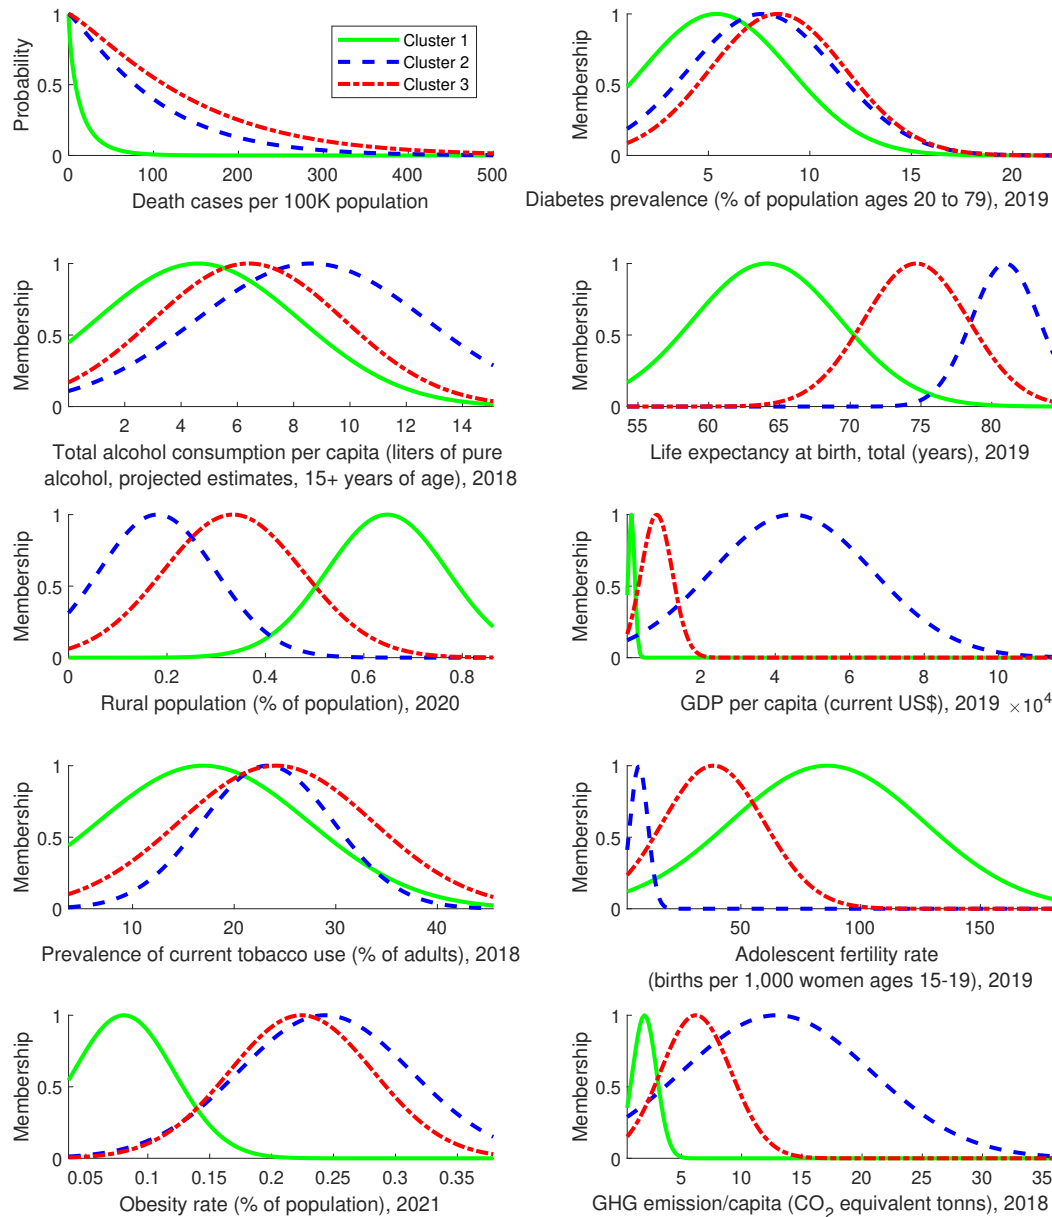 Probability
1
0.5
0
0 100 200 300 400 500
Death cases per 100K population
Cluster 1
Cluster 2
Cluster 3
Membership
1
0.5
0
5 10 15 20
Diabetes prevalence (% of population ages 20 to 79), 2019
Membership
1
0.5
0
2 4 6 8 10 12 14
Total alcohol consumption per capita (liters of pure
alcohol, projected estimates, 15+ years of age), 2018
Membership
1
0.5
0
55 60 65 70 75 80
Life expectancy at birth, total (years), 2019
Membership
1
0.5
0
0 0.2 0.4 0.6 0.8
Rural population (% of population), 2020
Membership
1
0.5
0
2 4 6 8 10
GDP per capita (current US$), 2019 ×10⁴
Membership
1
0.5
0
10 20 30 40
Prevalence of current tobacco use (% of adults), 2018
Membership
1
0.5
0
50 100 150
Adolescent fertility rate
(births per 1,000 women ages 15-19), 2019
Membership
1
0.5
0
0.05 0.1 0.15 0.2 0.25 0.3 0.35
Obesity rate (% of population), 2021
Membership
1
0.5
0
5 10 15 20 25 30 35
GHG emission/capita (CO₂ equivalent tonns), 2018